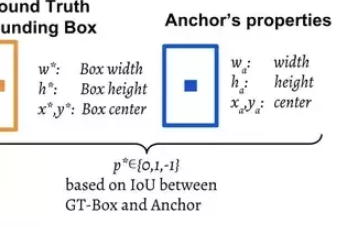 ound Truth
unding Box
Anchor's properties
w*: Box width
h*: Box height
x*,y*: Box center
wₐ: width
hₐ: height
xₐ,yₐ: center
p*∈{0,1,-1}
based on IoU between
GT-Box and Anchor